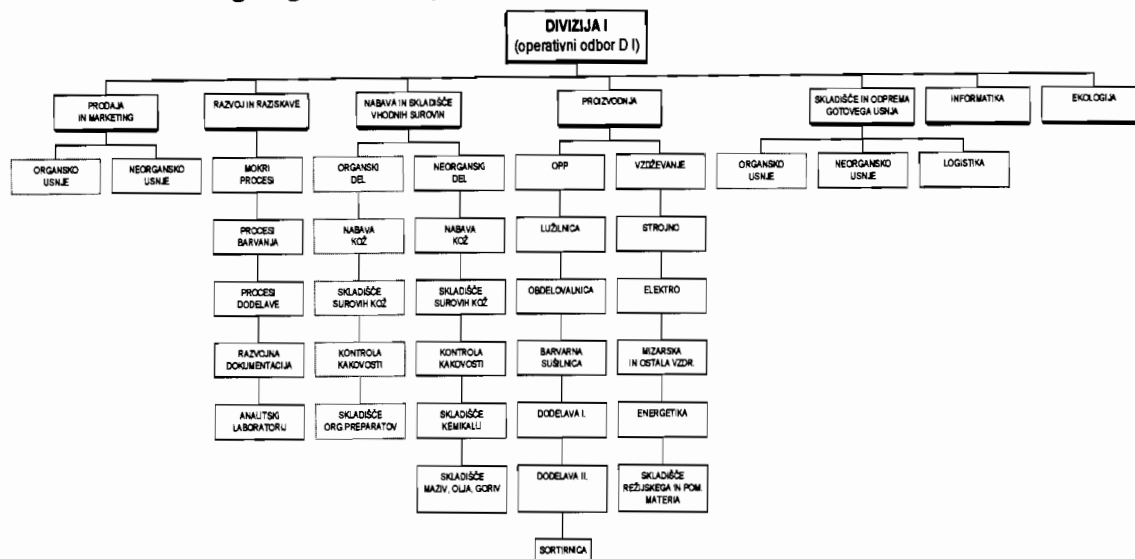 DIVIZIJA I
(operativni odbor D I)
PRODAJA
IN MARKETING
RAZVOJ IN RAZISKAVE
NABAVA IN SKLADIŠČE
VHODNIH SUROVIN
PROIZVODNJA
SKLADIŠČE IN ODPREMA
GOTOVEGA USNJA
INFORMATIKA
EKOLOGIJA
ORGANSKO
USNJE
NEORGANSKO
USNJE
MOKRI
PROCESI
ORGANSKI
DEL
NEORGANSKI
DEL
OPP
VZDŽEVANJE
ORGANSKO
USNJE
NEORGANSKO
USNJE
LOGISTIKA
PROCESI
BARVANJA
NABAVA
KOŽ
NABAVA
KOŽ
LUŽILNICA
STROJNO
PROCESI
DODELAVE
SKLADIŠČE
SUROVIH KOŽ
SKLADIŠČE
SUROVIH KOŽ
OBDELOVALNICA
ELEKTRO
RAZVOJNA
DOKUMENTACIJA
KONTROLA
KAKOVOSTI
KONTROLA
KAKOVOSTI
BARVARNA
SUŠILNICA
MIZARSKA
IN OSTALA VZDR.
ANALITSKI
LABORATORIJ
SKLADIŠČE
ORG.PREPARATOV
SKLADIŠČE
KEMIKALIJ
DODELAVA I.
ENERGETIKA
SKLADIŠČE
MAZIV, OLJA, GORIV
DODELAVA II.
SKLADIŠČE
REŽIJSKEGA IN POM.
MATERIA
SORTIRNICA